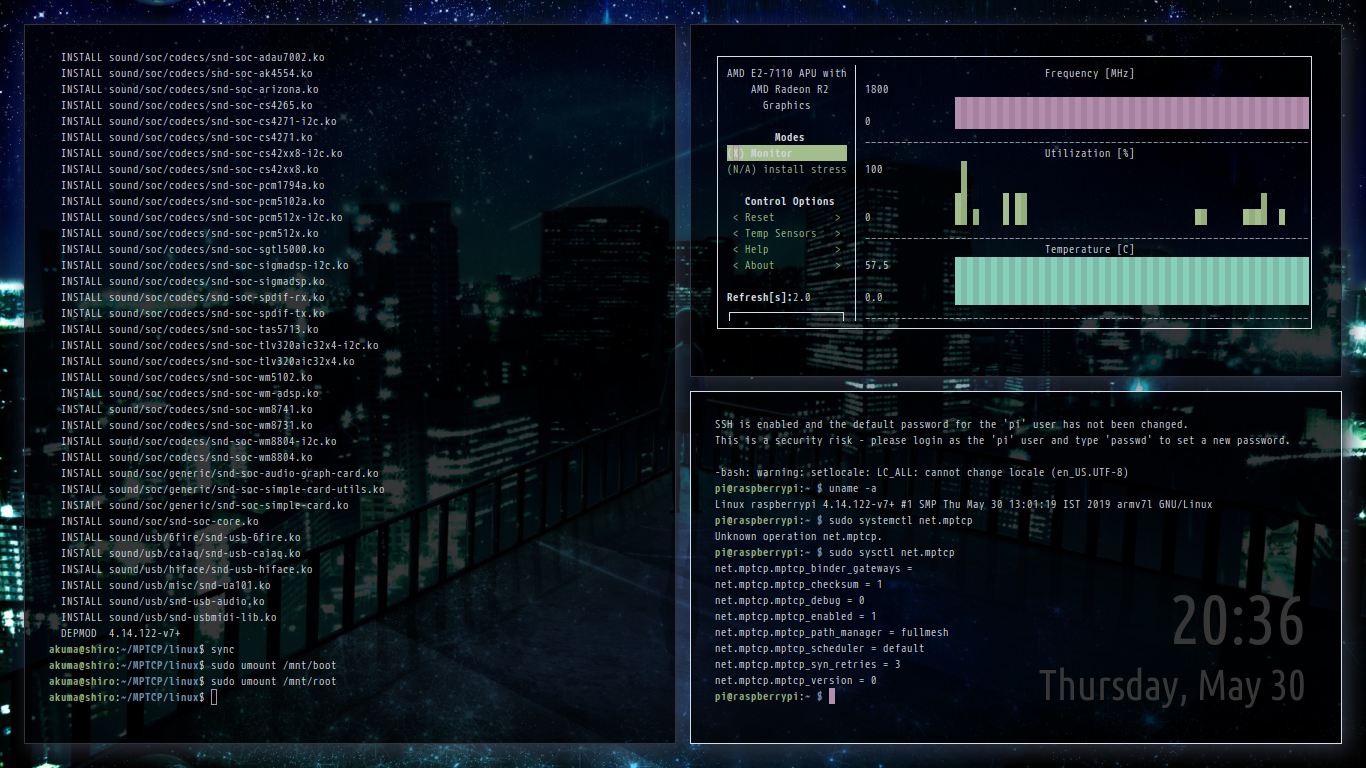 INSTALL sound/soc/codecs/snd-soc-adau7002.ko
INSTALL sound/soc/codecs/snd-soc-ak4554.ko
INSTALL sound/soc/codecs/snd-soc-arizona.ko
INSTALL sound/soc/codecs/snd-soc-cs4265.ko
INSTALL sound/soc/codecs/snd-soc-cs4271-i2c.ko
INSTALL sound/soc/codecs/snd-soc-cs4271.ko
INSTALL sound/soc/codecs/snd-soc-cs42xx8-i2c.ko
INSTALL sound/soc/codecs/snd-soc-cs42xx8.ko
INSTALL sound/soc/codecs/snd-soc-pcm1794a.ko
INSTALL sound/soc/codecs/snd-soc-pcm5102a.ko
INSTALL sound/soc/codecs/snd-soc-pcm512x-i2c.ko
INSTALL sound/soc/codecs/snd-soc-pcm512x.ko
INSTALL sound/soc/codecs/snd-soc-sgtl5000.ko
INSTALL sound/soc/codecs/snd-soc-sigmadsp-i2c.ko
INSTALL sound/soc/codecs/snd-soc-sigmadsp.ko
INSTALL sound/soc/codecs/snd-soc-spdif-rx.ko
INSTALL sound/soc/codecs/snd-soc-spdif-tx.ko
INSTALL sound/soc/codecs/snd-soc-tas5713.ko
INSTALL sound/soc/codecs/snd-soc-tlv320aic32x4-i2c.ko
INSTALL sound/soc/codecs/snd-soc-tlv320aic32x4.ko
INSTALL sound/soc/codecs/snd-soc-wm5102.ko
INSTALL sound/soc/codecs/snd-soc-wm-adsp.ko
INSTALL sound/soc/codecs/snd-soc-wm8741.ko
INSTALL sound/soc/codecs/snd-soc-wm8731.ko
INSTALL sound/soc/codecs/snd-soc-wm8804-i2c.ko
INSTALL sound/soc/codecs/snd-soc-wm8804.ko
INSTALL sound/soc/generic/snd-soc-audio-graph-card.ko
INSTALL sound/soc/generic/snd-soc-simple-card-utils.ko
INSTALL sound/soc/generic/snd-soc-simple-card.ko
INSTALL sound/soc/snd-soc-core.ko
INSTALL sound/usb/6fire/snd-usb-6fire.ko
INSTALL sound/usb/caiaq/snd-usb-caiaq.ko
INSTALL sound/usb/hiface/snd-usb-hiface.ko
INSTALL sound/usb/misc/snd-ua101.ko
INSTALL sound/usb/snd-usb-audio.ko
INSTALL sound/usb/snd-usbmidi-lib.ko
DEPMOD  4.14.122-v7+
akuma@shiro:~/MPTCP/linux$ sync
akuma@shiro:~/MPTCP/linux$ sudo umount /mnt/boot
akuma@shiro:~/MPTCP/linux$ sudo umount /mnt/root
akuma@shiro:~/MPTCP/linux$
AMD E2-7110 APU with
AMD Radeon R2
Graphics
Modes
(X) Monitor
(N/A) install stress
Control Options
< Reset >
< Temp Sensors >
< Help >
< About >
Refresh[s]:2.0
Frequency [MHz]
1800
0
Utilization [%]
100
0
Temperature [C]
57.5
0.0
SSH is enabled and the default password for the 'pi' user has not been changed.
This is a security risk - please login as the 'pi' user and type 'passwd' to set a new password.
-bash: warning: setlocale: LC_ALL: cannot change locale (en_US.UTF-8)
pi@raspberrypi:~ $ uname -a
Linux raspberrypi 4.14.122-v7+ #1 SMP Thu May 30 13:01:19 IST 2019 armv7l GNU/Linux
pi@raspberrypi:~ $ sudo systemctl net.mptcp
Unknown operation net.mptcp.
pi@raspberrypi:~ $ sudo sysctl net.mptcp
net.mptcp.mptcp_binder_gateways =
net.mptcp.mptcp_checksum = 1
net.mptcp.mptcp_debug = 0
net.mptcp.mptcp_enabled = 1
net.mptcp.mptcp_path_manager = fullmesh
net.mptcp.mptcp_scheduler = default
net.mptcp.mptcp_syn_retries = 3
net.mptcp.mptcp_version = 0
pi@raspberrypi:~ $
20:36
Thursday, May 30